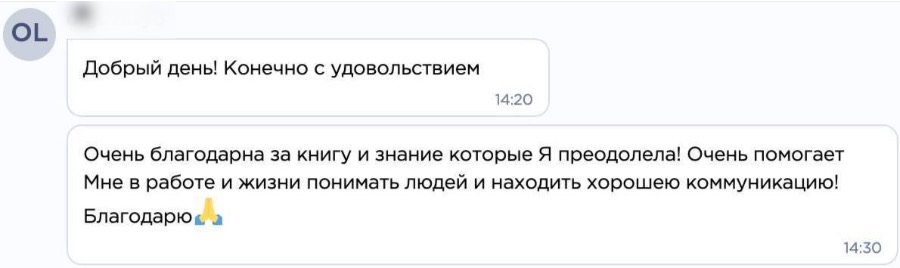 OL
Добрый день! Конечно с удовольствием
14:20
Очень благодарна за книгу и знание которые Я преодолела! Очень помогает
Мне в работе и жизни понимать людей и находить хорошею коммуникацию!
Благодарю🙏
14:30